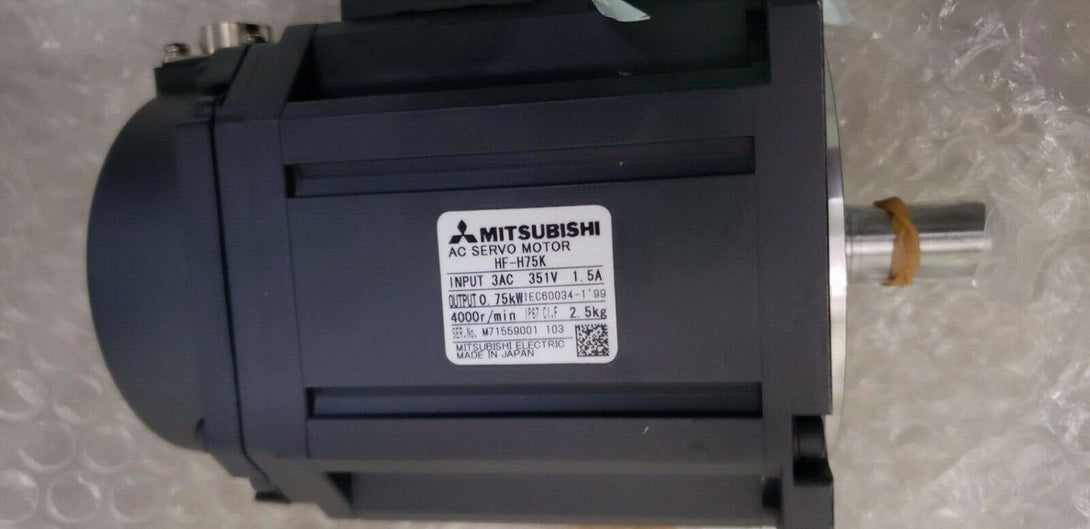 MITSUBISHI
AC SERVO MOTOR
HF-H75K
INPUT 3AC 351V 1.5A
OUTPUT 0.75kW IEC60034-1'99
4000r/min IP67 CI.F 2.5kg
SER.No. M71559001 103
MITSUBISHI ELECTRIC
MADE IN JAPAN